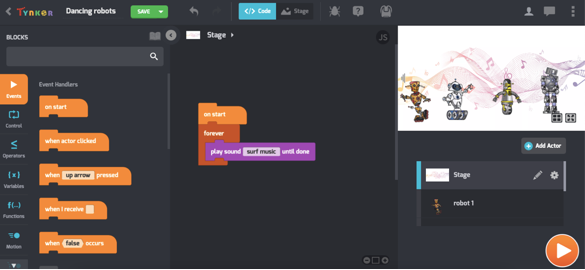 Tynker
Dancing robots
SAVE
</> Code
Stage
BLOCKS
Stage
JS
Events
Control
Operators
Variables
Functions
Motion
Event Handlers
on start
when actor clicked
when up arrow pressed
when I receive
when false occurs
on start
forever
play sound surf music until done
Add Actor
Stage
robot 1